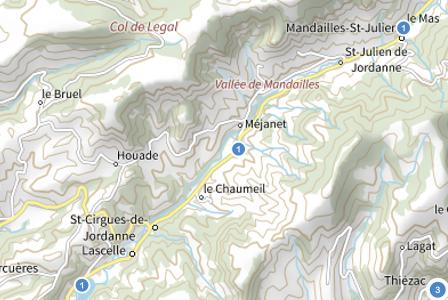 Col de Legal
le Mas
Mandailles-St-Julien
1
St-Julien de
Jordanne
Vallée de Mandailles
le Bruel
Méjanet
1
Houade
le Chaumeil
St-Cirgues-de-
Jordanne
Lascelle
Lagat
Thiézac
1
3